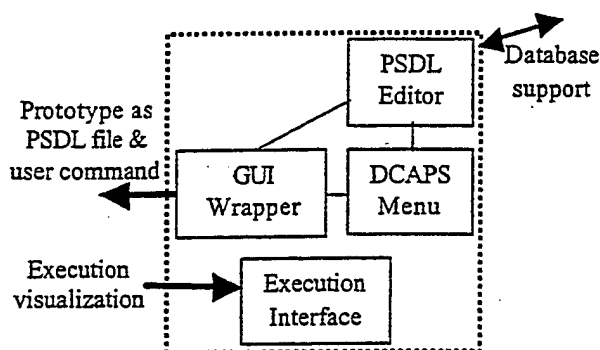 PSDL
Editor
Database
support
Prototype as
PSDL file &
user command
GUI
Wrapper
DCAPS
Menu
Execution
visualization
Execution
Interface